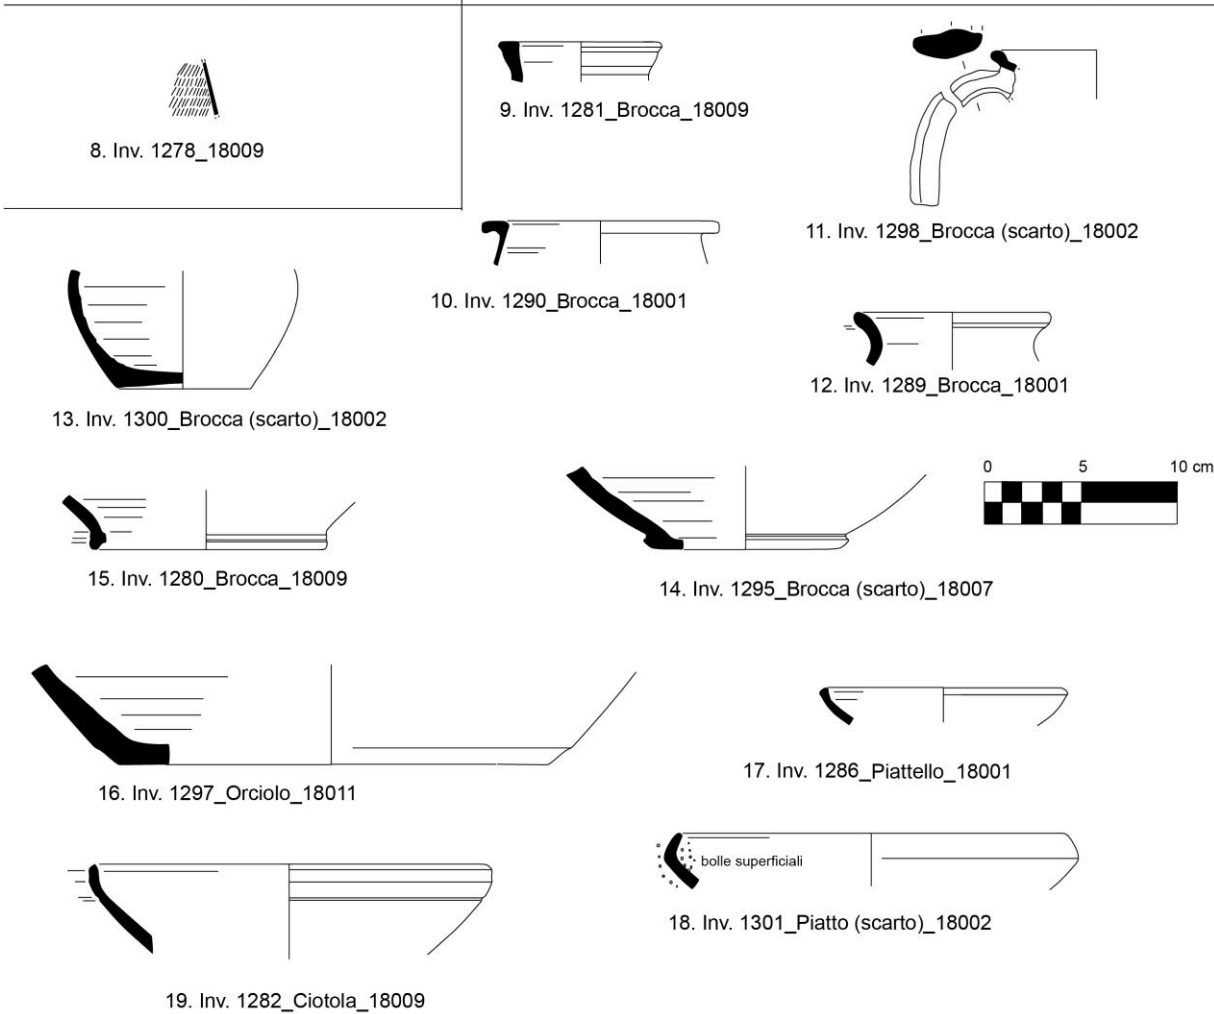 8. Inv. 1278_18009
9. Inv. 1281_Brocca_18009
11. Inv. 1298_Brocca (scarto)_18002
10. Inv. 1290_Brocca_18001
12. Inv. 1289_Brocca_18001
13. Inv. 1300_Brocca (scarto)_18002
0 5 10 cm
15. Inv. 1280_Brocca_18009
14. Inv. 1295_Brocca (scarto)_18007
16. Inv. 1297_Orciolo_18011
17. Inv. 1286_Piattello_18001
bolle superficiali
18. Inv. 1301_Piatto (scarto)_18002
19. Inv. 1282_Ciotola_18009